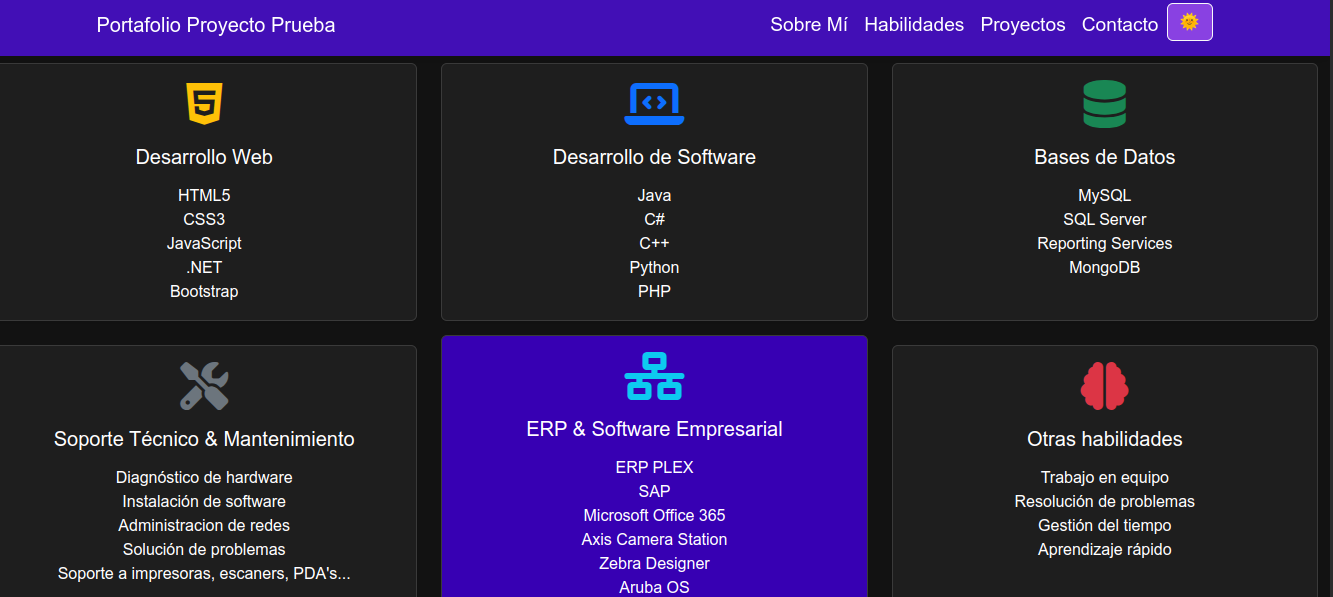 Portafolio Proyecto Prueba
Sobre Mí Habilidades Proyectos Contacto
5
Desarrollo Web
HTML5
CSS3
JavaScript
.NET
Bootstrap
Desarrollo de Software
Java
C#
C++
Python
PHP
Bases de Datos
MySQL
SQL Server
Reporting Services
MongoDB
Soporte Técnico & Mantenimiento
Diagnóstico de hardware
Instalación de software
Administracion de redes
Solución de problemas
Soporte a impresoras, escaners, PDA's...
ERP & Software Empresarial
ERP PLEX
SAP
Microsoft Office 365
Axis Camera Station
Zebra Designer
Aruba OS
Otras habilidades
Trabajo en equipo
Resolución de problemas
Gestión del tiempo
Aprendizaje rápido